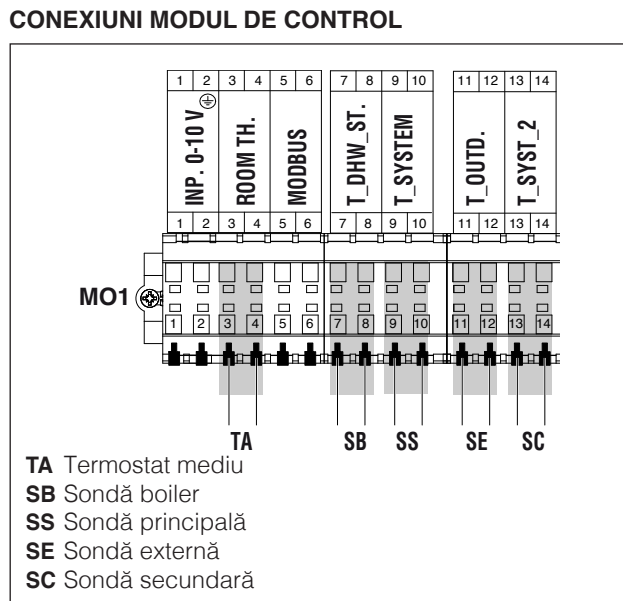 CONEXIUNI MODUL DE CONTROL
1 2 3 4 5 6 7 8 9 10 11 12 13 14
INP. 0-10 V
ROOM TH.
MODBUS
T_DHW_ST.
T_SYSTEM
T_OUTD.
T_SYST_2
1 2 3 4 5 6 7 8 9 10 11 12 13 14
MO1
1 2 3 4 5 6 7 8 9 10 11 12 13 14
TA SB SS SE SC
TA Termostat mediu
SB Sondă boiler
SS Sondă principală
SE Sondă externă
SC Sondă secundară